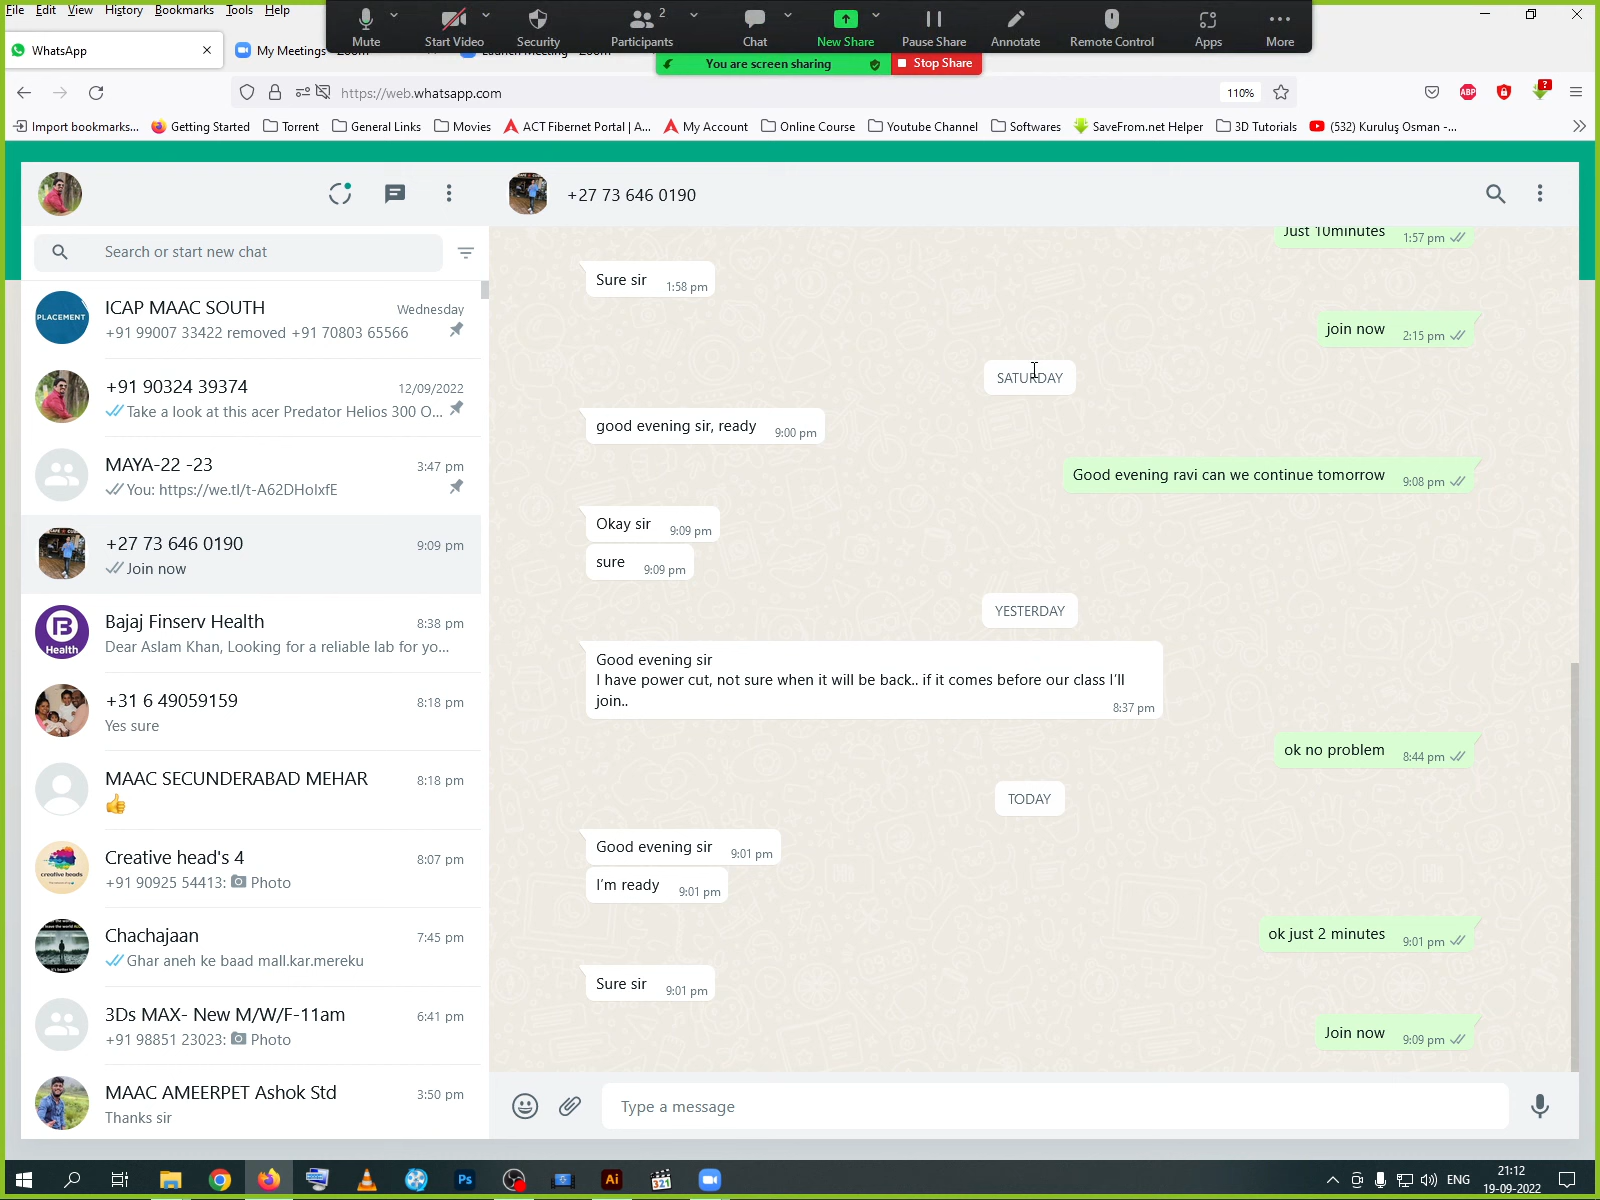 File Edit View History Bookmarks Tools Help
Mute Start Video Security Participants 2 Chat New Share Pause Share Annotate Remote Control Apps More
WhatsApp
My Meetings - Zoom
Launch Meeting - Zoom
You are screen sharing
Stop Share
https://web.whatsapp.com
110%
Import bookmarks...
Getting Started
Torrent
General Links
Movies
ACT Fibernet Portal | A...
My Account
Online Course
Youtube Channel
Softwares
SaveFrom.net Helper
3D Tutorials
(532) Kuruluş Osman -...
+27 73 646 0190
Search or start new chat
PLACEMENT
ICAP MAAC SOUTH
Wednesday
+91 99007 33422 removed +91 70803 65566
+91 90324 39374
12/09/2022
Take a look at this acer Predator Helios 300 O...
MAYA-22 -23
3:47 pm
You: https://we.tl/t-A62DHolxfE
+27 73 646 0190
9:09 pm
Join now
Health
Bajaj Finserv Health
8:38 pm
Dear Aslam Khan, Looking for a reliable lab for yo...
+31 6 49059159
8:18 pm
Yes sure
MAAC SECUNDERABAD MEHAR
8:18 pm
👍
Creative head's 4
8:07 pm
+91 90925 54413: Photo
Chachajaan
7:45 pm
Ghar aneh ke baad mall.kar.mereku
3Ds MAX- New M/W/F-11am
6:41 pm
+91 98851 23023: Photo
MAAC AMEERPET Ashok Std
3:50 pm
Thanks sir
Just 10minutes 1:57 pm
Sure sir 1:58 pm
join now 2:15 pm
SATURDAY
good evening sir, ready 9:00 pm
Good evening ravi can we continue tomorrow 9:08 pm
Okay sir 9:09 pm
sure 9:09 pm
YESTERDAY
Good evening sir
I have power cut, not sure when it will be back.. if it comes before our class I'll
join.. 8:37 pm
ok no problem 8:44 pm
TODAY
Good evening sir 9:01 pm
I'm ready 9:01 pm
ok just 2 minutes 9:01 pm
Sure sir 9:01 pm
Join now 9:09 pm
Type a message
Ps
Ai
321
ENG
21:12
19-09-2022